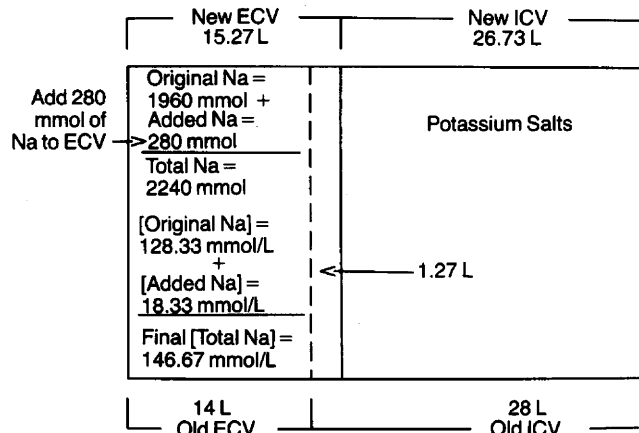 New ECV
15.27 L
New ICV
26.73 L
Add 280
mmol of
Na to ECV
Original Na =
1960 mmol +
Added Na =
280 mmol
Total Na =
2240 mmol
[Original Na] =
128.33 mmol/L
+
[Added Na] =
18.33 mmol/L
Final [Total Na] =
146.67 mmol/L
Potassium Salts
1.27 L
14 L
Old ECV
28 L
Old ICV